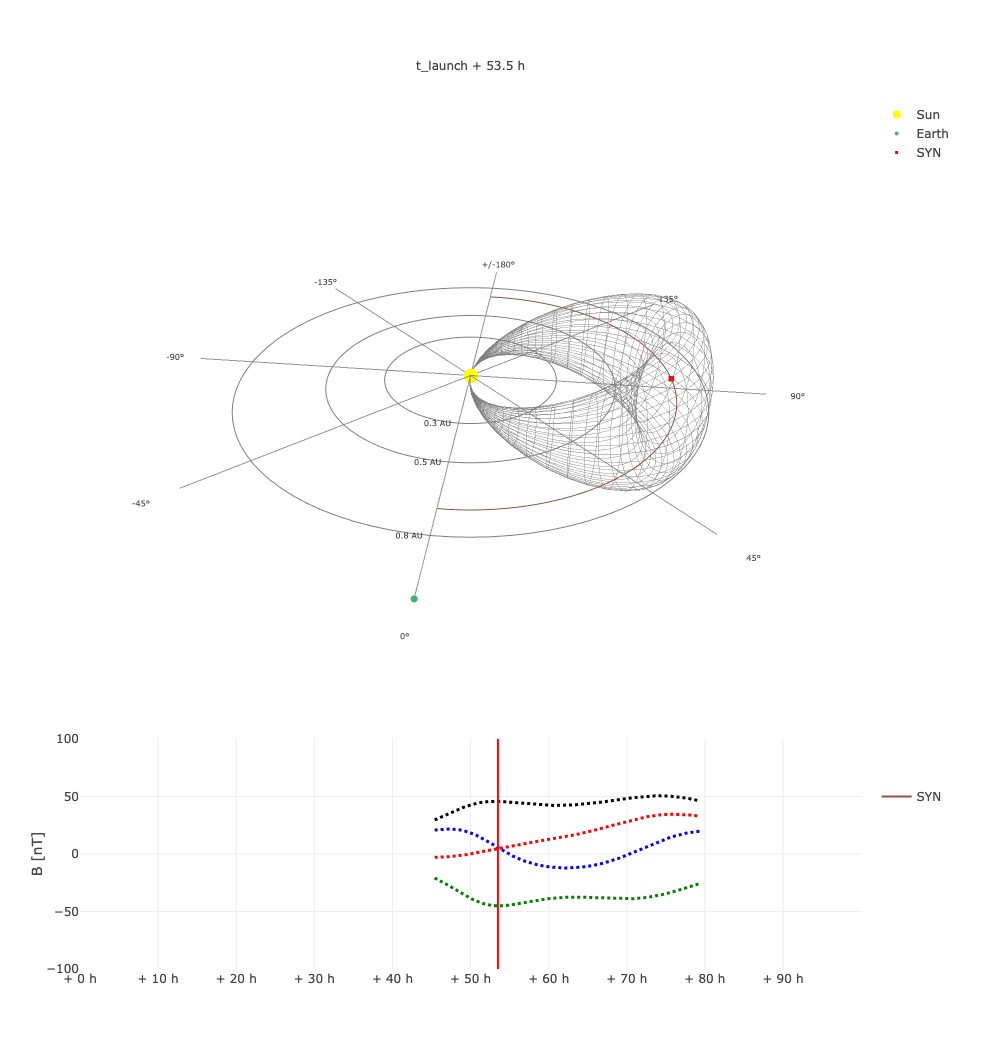 t_launch + 53.5 h
Sun
Earth
SYN
+/-180°
-135°
135°
-90°
90°
0.3 AU
0.5 AU
-45°
0.8 AU
45°
0°
100
50
0
−50
−100
B [nT]
SYN
+ 0 h
+ 10 h
+ 20 h
+ 30 h
+ 40 h
+ 50 h
+ 60 h
+ 70 h
+ 80 h
+ 90 h